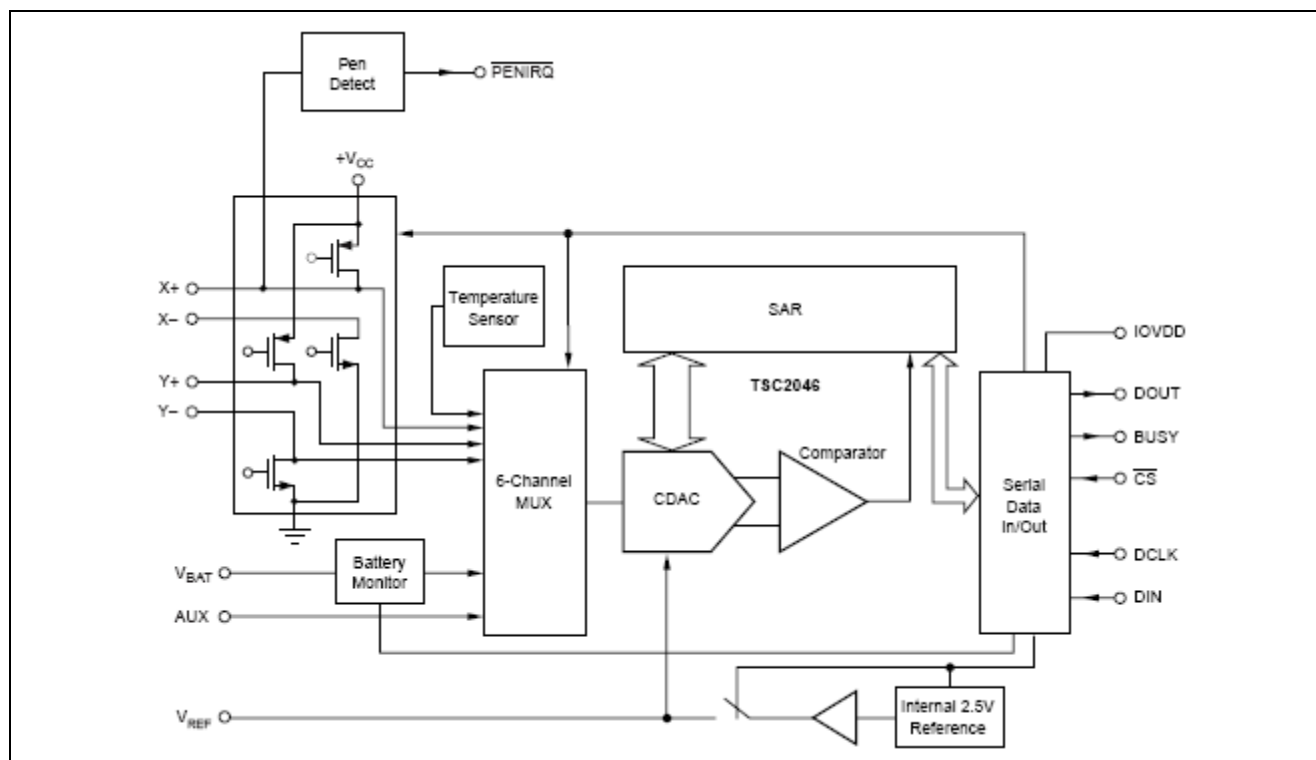 Pen
Detect
PENIRQ
+VCC
X+
X−
Y+
Y−
Temperature
Sensor
SAR
TSC2046
IOVDD
DOUT
BUSY
CS
DCLK
DIN
Serial
Data
In/Out
Comparator
CDAC
6-Channel
MUX
VBAT
Battery
Monitor
AUX
VREF
Internal 2.5V
Reference